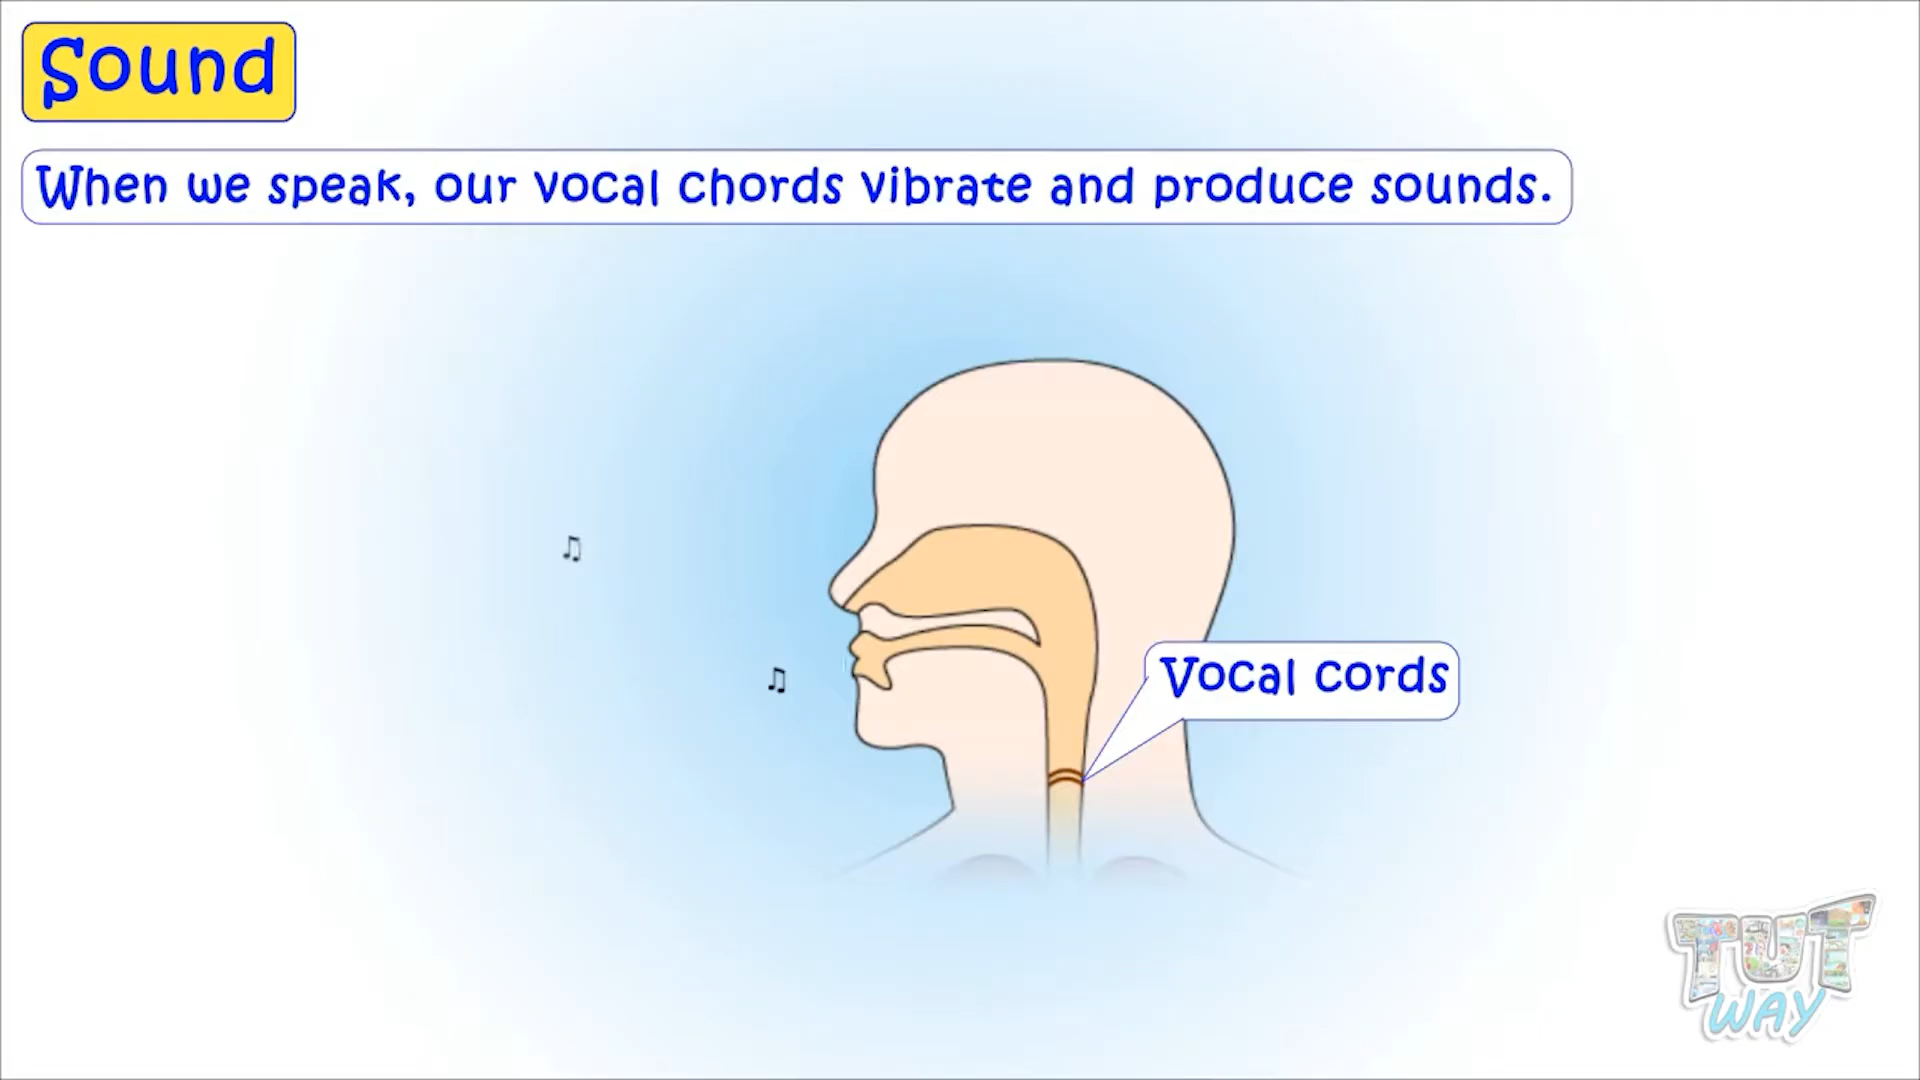 Sound
When we speak, our vocal chords vibrate and produce sounds.
Vocal cords
TUT
WAY